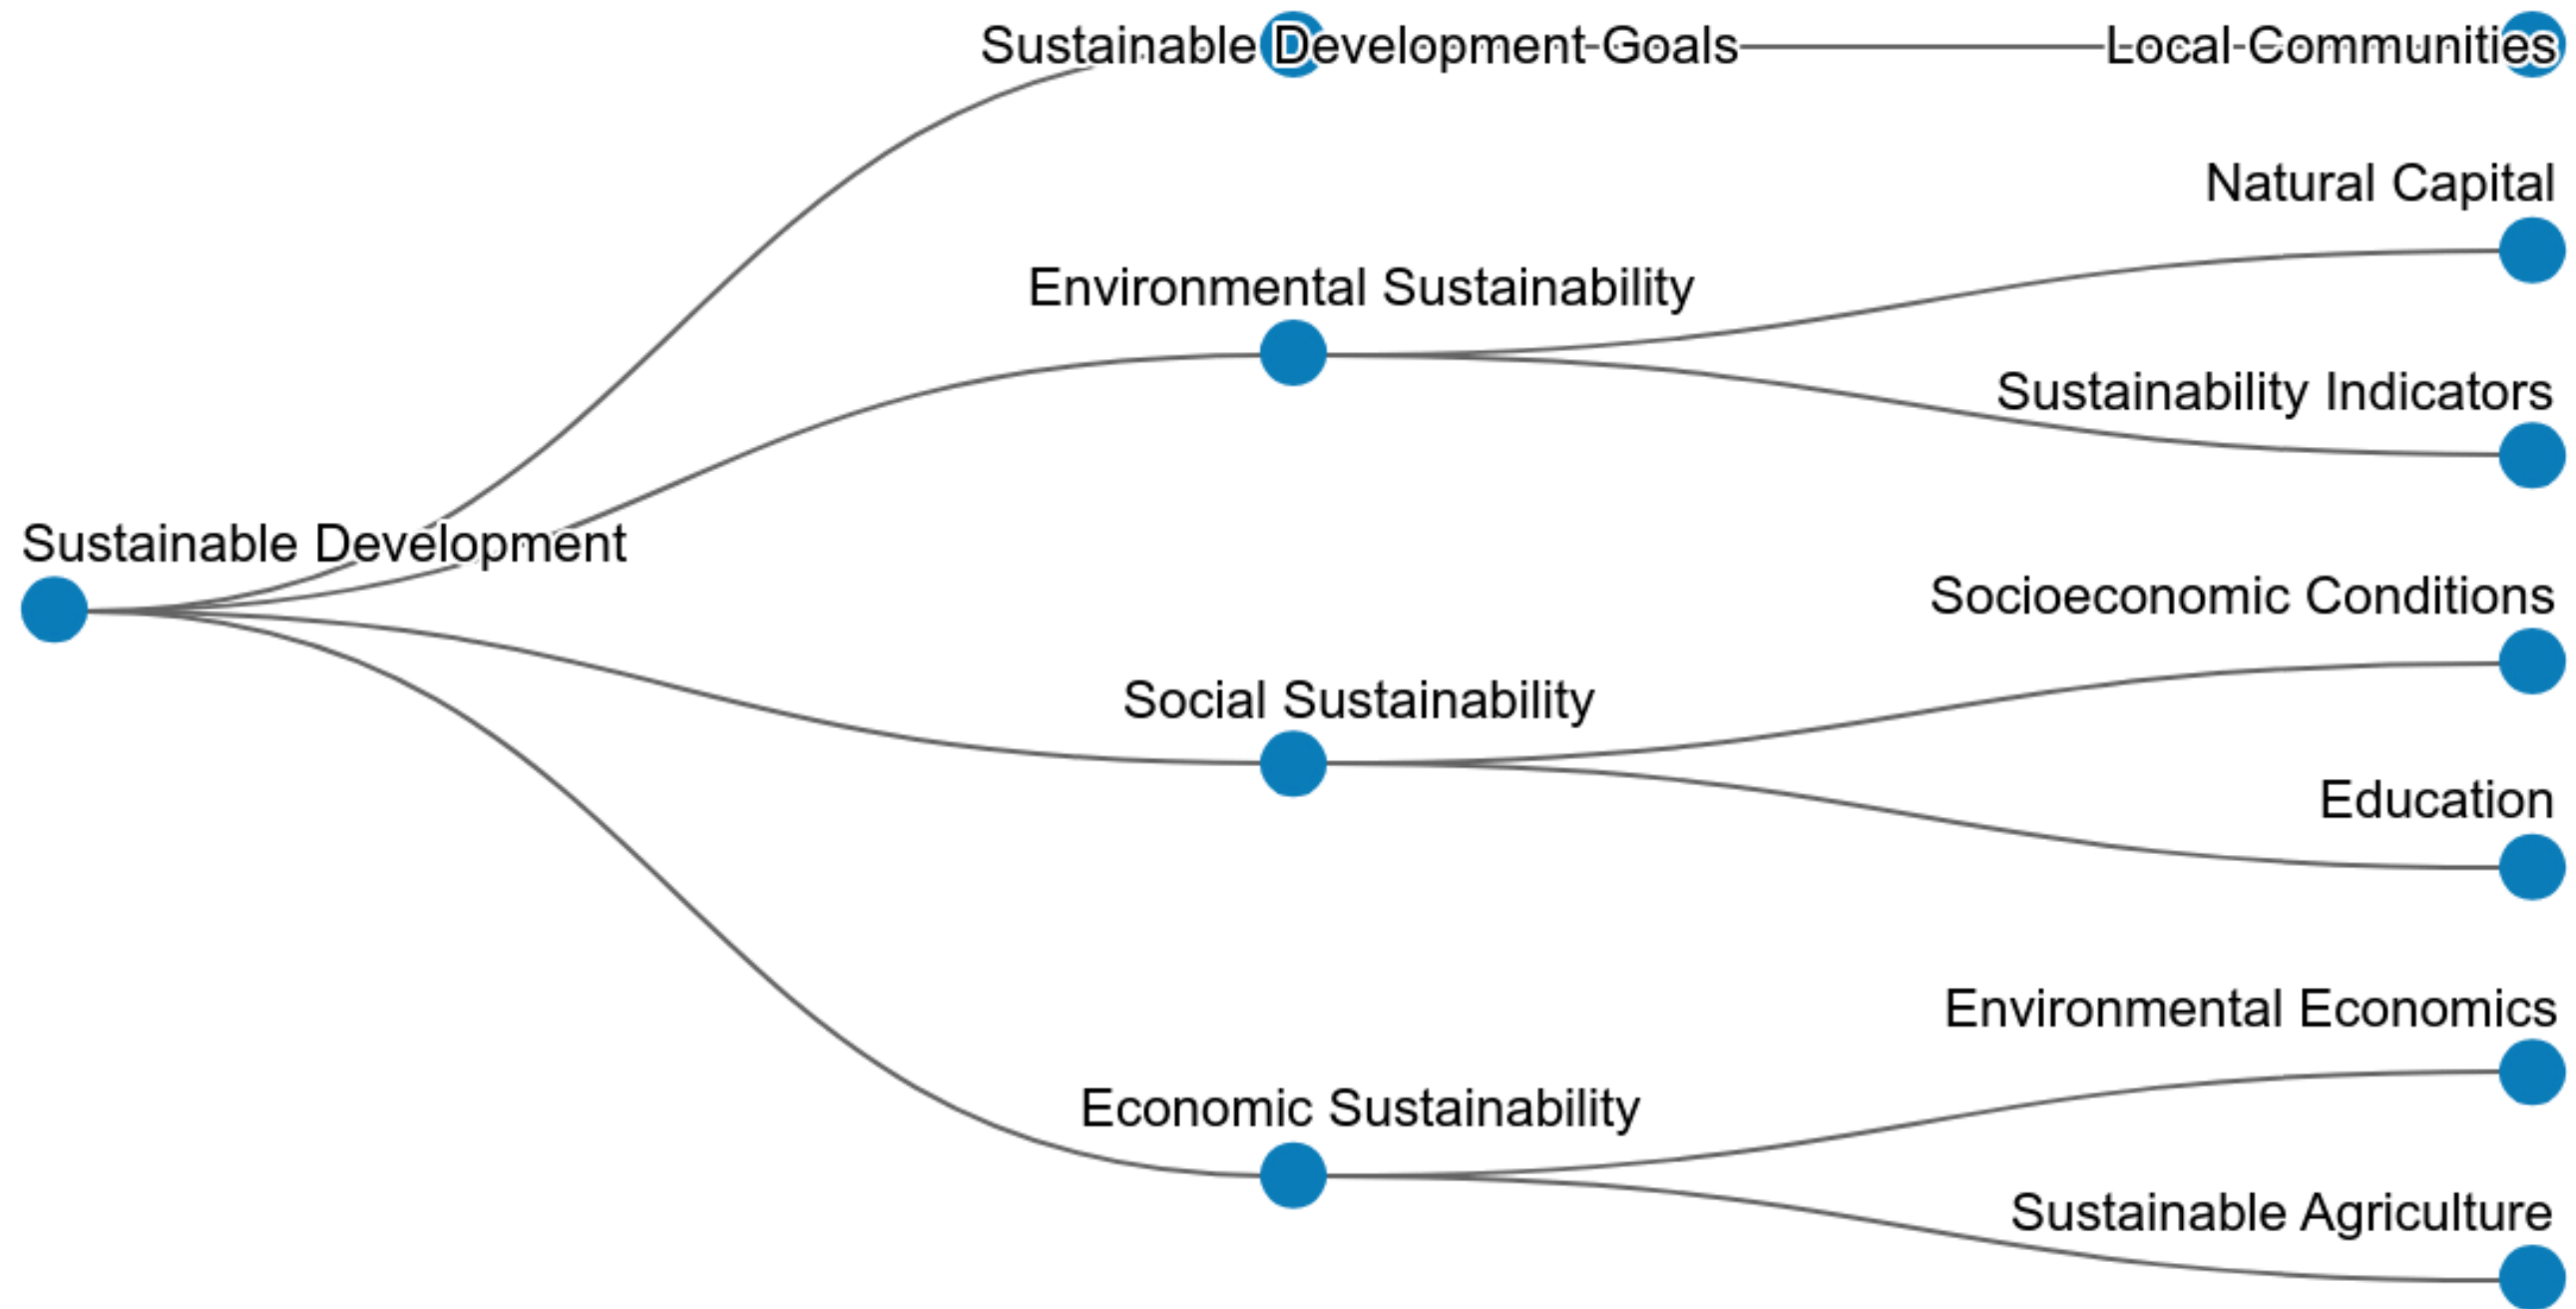 Sustainable Development Goals
Local Communities
Natural Capital
Environmental Sustainability
Sustainability Indicators
Sustainable Development
Socioeconomic Conditions
Social Sustainability
Education
Environmental Economics
Economic Sustainability
Sustainable Agriculture